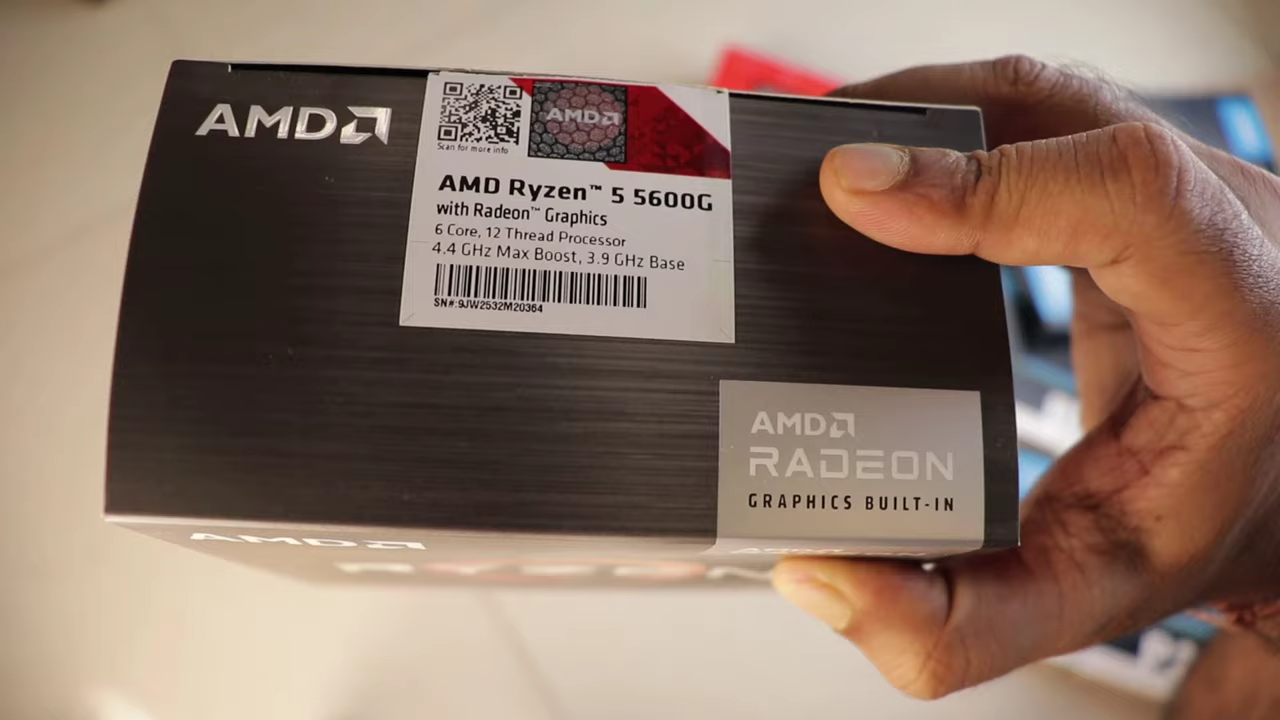 AMD
Scan for more info
AMD
AMD Ryzen™ 5 5600G
with Radeon™ Graphics
6 Core, 12 Thread Processor
4.4 GHz Max Boost, 3.9 GHz Base
SN#:9JW2532M20364
AMD
RADEON
GRAPHICS BUILT-IN
AMD
RYZEN